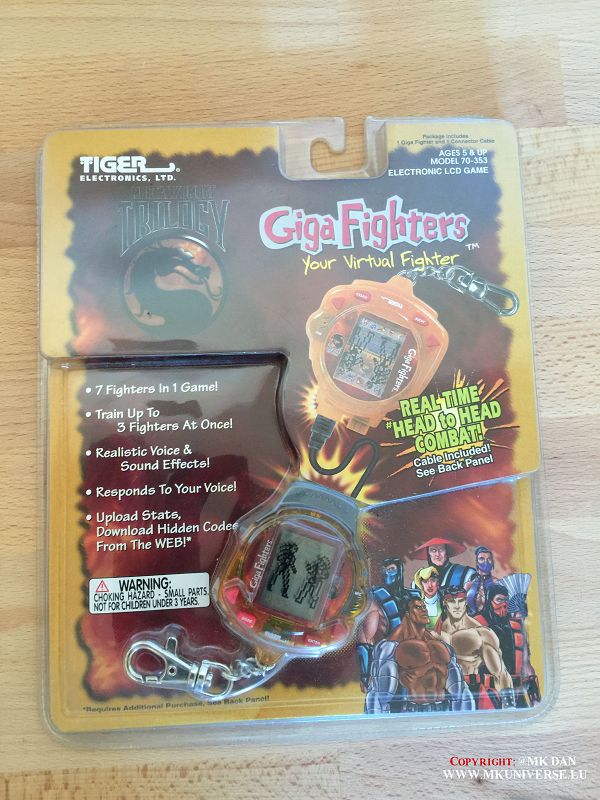 Package Includes
1 Giga Fighter and 1 Connector Cable
AGES 5 & UP
MODEL 70-353
ELECTRONIC LCD GAME
TIGER®
ELECTRONICS, LTD.
MORTAL KOMBAT
TRILOGY
Giga Fighters™
Your Virtual Fighter
TIGER
Giga Fighters
• 7 Fighters In 1 Game!
• Train Up To
3 Fighters At Once!
• Realistic Voice &
Sound Effects!
• Responds To Your Voice!
• Upload Stats,
Download Hidden Codes
From The WEB!*
REAL TIME
"HEAD to HEAD
COMBAT!
Cable Included!
See Back Panel
Giga Fighters
WARNING:
CHOKING HAZARD - SMALL PARTS.
NOT FOR CHILDREN UNDER 3 YEARS.
*Requires Additional Purchase, See Back Panel!
COPYRIGHT: @MK DAN
WWW.MKUNIVERSE.LU